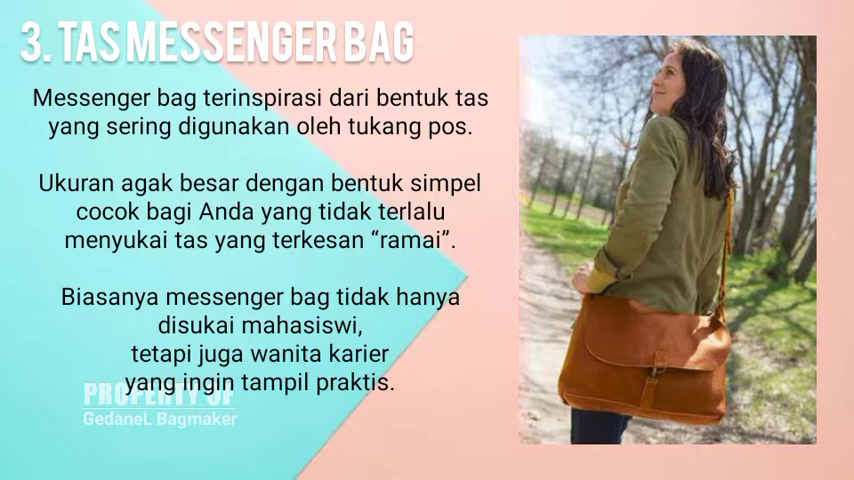 3. TAS MESSENGER BAG
Messenger bag terinspirasi dari bentuk tas
yang sering digunakan oleh tukang pos.
Ukuran agak besar dengan bentuk simpel
cocok bagi Anda yang tidak terlalu
menyukai tas yang terkesan “ramai”.
Biasanya messenger bag tidak hanya
disukai mahasiswi,
tetapi juga wanita karier
yang ingin tampil praktis.
PROPERTY OF
GedaneL Bagmaker